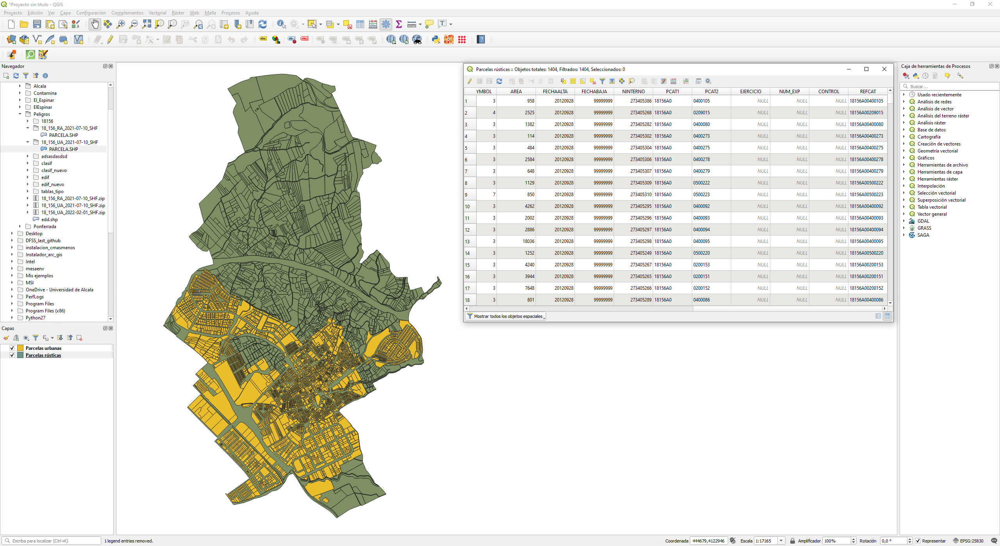 *Proyecto sin título - QGIS
Proyecto Edición Ver Capa Configuración Complementos Vectorial Ráster Web Malla Procesos Ayuda
Navegador
Alcala
Contamina
El_Espinar
ElEspinar
Peligros
18156
18_156_RA_2021-07-10_SHF
PARCELA.SHP
18_156_UA_2021-07-10_SHF
PARCELA.SHP
adsasdasdsd
clasif
clasif_nuevo
edif
edif_nuevo
tablas_tipo
18_156_RA_2021-07-10_SHF.zip
18_156_UA_2021-07-10_SHF.zip
18_156_UA_2022-02-01_SHF.zip
edd.shp
Ponferrada
Desktop
DFSS_last_github
instalacion_cmasmenos
Instalador_arc_gis
Intel
mesaenv
Mis ejemplos
MSI
OneDrive - Universidad de Alcala
PerfLogs
Program Files
Program Files (x86)
Python27
Capas
Parcelas urbanas
Parcelas rústicas
Parcelas rústicas :: Objetos totales: 1404, Filtrados: 1404, Seleccionados: 0
YMBOL AREA FECHAALTA FECHABAJA NINTERNO PCAT1 PCAT2 EJERCICIO NUM_EXP CONTROL REFCAT
1 3 958 20120928 99999999 273405386 18156A0 0400105 NULL NULL NULL 18156A00400105
2 4 2525 20120928 99999999 273405268 18156A0 0209015 NULL NULL NULL 18156A00209015
3 3 1382 20120928 99999999 273405282 18156A0 0400080 NULL NULL NULL 18156A00400080
4 3 114 20120928 99999999 273405302 18156A0 0400273 NULL NULL NULL 18156A00400273
5 3 484 20120928 99999999 273405304 18156A0 0400275 NULL NULL NULL 18156A00400275
6 3 2584 20120928 99999999 273405306 18156A0 0400278 NULL NULL NULL 18156A00400278
7 3 648 20120928 99999999 273405307 18156A0 0400279 NULL NULL NULL 18156A00400279
8 3 1129 20120928 99999999 273405309 18156A0 0500222 NULL NULL NULL 18156A00500222
9 7 850 20120928 99999999 273405310 18156A0 0500223 NULL NULL NULL 18156A00500223
10 3 4262 20120928 99999999 273405295 18156A0 0400092 NULL NULL NULL 18156A00400092
11 3 2002 20120928 99999999 273405296 18156A0 0400093 NULL NULL NULL 18156A00400093
12 3 2886 20120928 99999999 273405297 18156A0 0400094 NULL NULL NULL 18156A00400094
13 3 18036 20120928 99999999 273405298 18156A0 0400095 NULL NULL NULL 18156A00400095
14 3 1252 20120928 99999999 273405249 18156A0 0500220 NULL NULL NULL 18156A00500220
15 3 4240 20120928 99999999 273405267 18156A0 0200153 NULL NULL NULL 18156A00200153
16 3 3944 20120928 99999999 273405265 18156A0 0200151 NULL NULL NULL 18156A00200151
17 3 7648 20120928 99999999 273405266 18156A0 0200152 NULL NULL NULL 18156A00200152
18 3 801 20120928 99999999 273405289 18156A0 0400086 NULL NULL NULL 18156A00400086
Mostrar todos los objetos espaciales
Caja de herramientas de Procesos
Buscar...
Usado recientemente
Análisis de redes
Análisis de vector
Análisis del terreno ráster
Análisis ráster
Base de datos
Cartografía
Creación de vectores
Geometría vectorial
Gráficos
Herramientas de archivo
Herramientas de capa
Herramientas ráster
Interpolación
Selección vectorial
Superposición vectorial
Tabla vectorial
Vector general
GDAL
GRASS
SAGA
Escriba para localizar (Ctrl+K) 1 legend entries removed. Coordenada 444679,4122946 Escala 1:17165 Amplificador 100% Rotación 0,0 ° Representar EPSG:25830